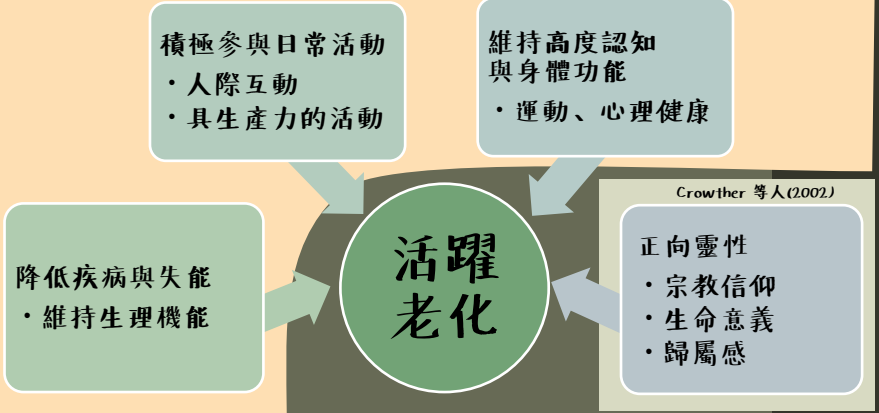 積極參與日常活動
・人際互動
・具生產力的活動
維持高度認知
與身體功能
・運動、心理健康
降低疾病與失能
・維持生理機能
活躍
老化
Crowther 等人(2002)
正向靈性
・宗教信仰
・生命意義
・歸屬感